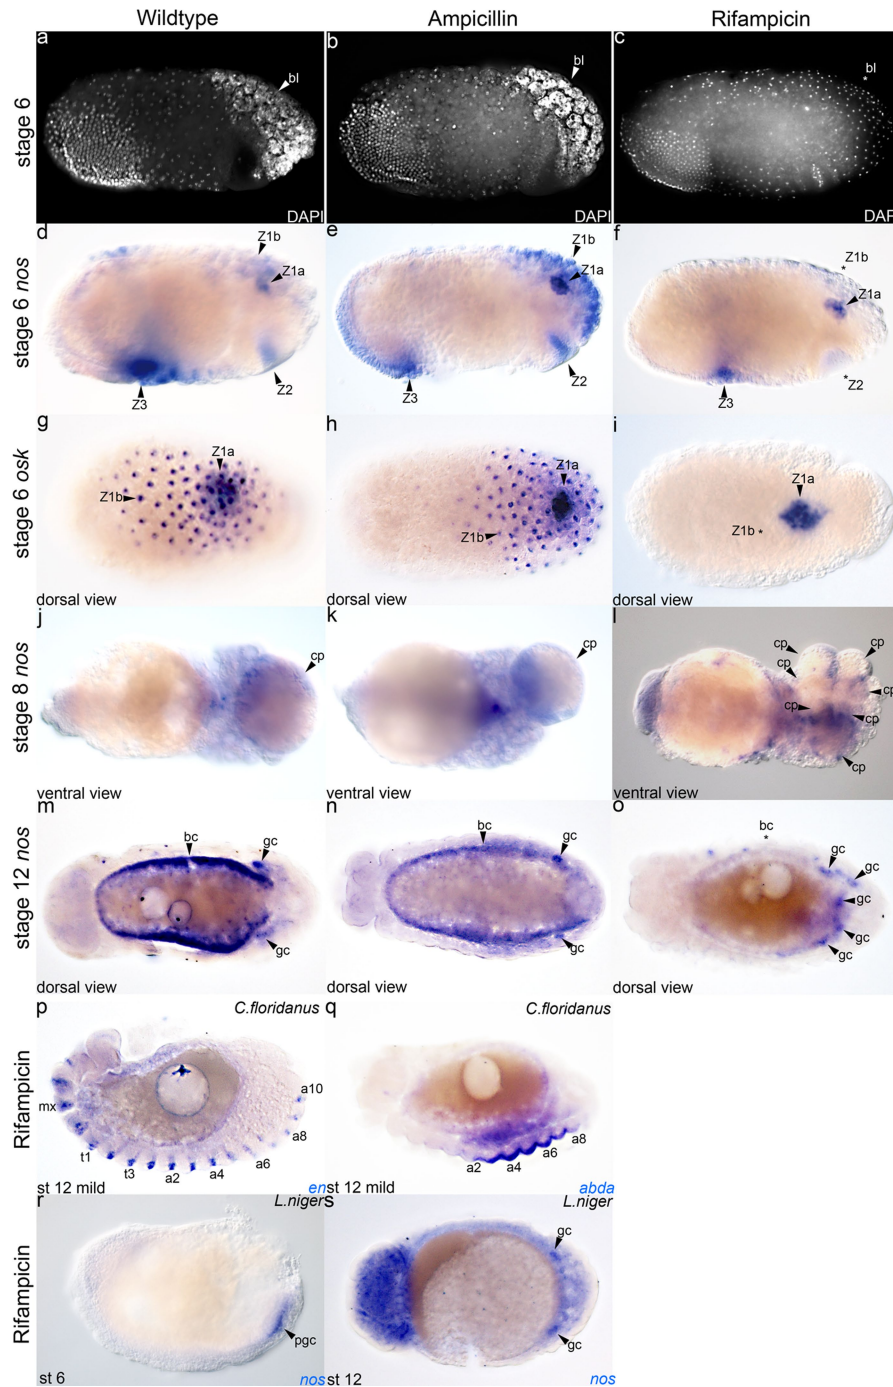 Wildtype Ampicillin Rifampicin
stage 6
a bl DAPI
b bl DAPI
c bl * DAPI
stage 6 nos
d Z1b Z1a Z2 Z3
e Z1b Z1a Z2 Z3
f Z1b * Z1a *Z2 Z3
stage 6 osk
g Z1a Z1b dorsal view
h Z1a Z1b dorsal view
i Z1a Z1b * dorsal view
stage 8 nos
j cp ventral view
k cp ventral view
l cp cp cp cp cp cp ventral view
stage 12 nos
m bc gc gc dorsal view
n bc gc gc dorsal view
o bc * gc gc gc gc gc dorsal view
Rifampicin
p C.floridanus mx t1 t3 a2 a4 a6 a8 a10 st 12 mild en
q C.floridanus a2 a4 a6 a8 st 12 mild abda
Rifampicin
r L.niger pgc st 6 nos
s L.niger gc gc st 12 nos